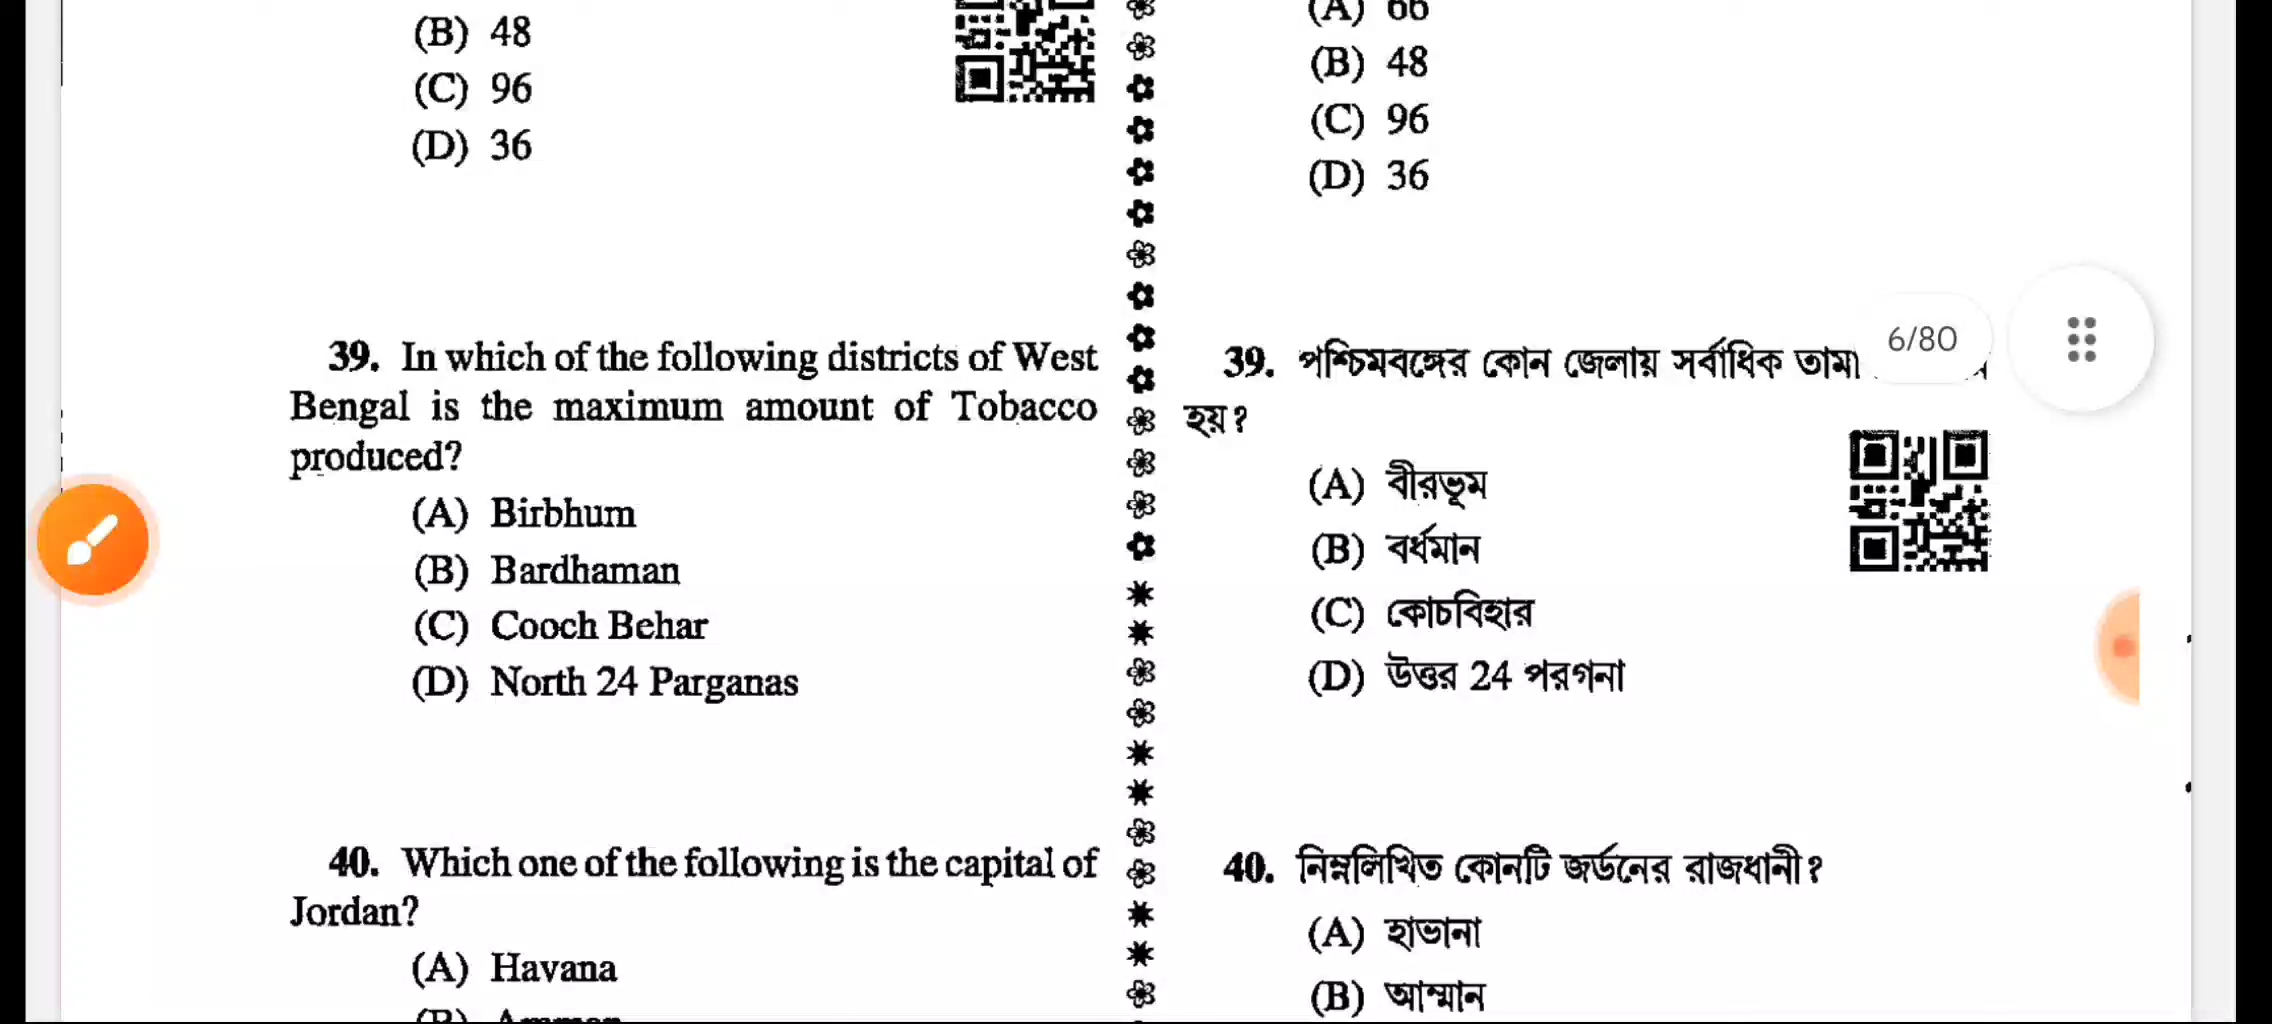 (B) 48
(C) 96
(D) 36
39. In which of the following districts of West
Bengal is the maximum amount of Tobacco
produced?
(A) Birbhum
(B) Bardhaman
(C) Cooch Behar
(D) North 24 Parganas
40. Which one of the following is the capital of
Jordan?
(A) Havana
(A) 66
(B) 48
(C) 96
(D) 36
39. পশ্চিমবঙ্গের কোন জেলায় সর্বাধিক
হয়?
(A) বীরভূম
(B) বর্ধমান
(C) কোচবিহার
(D) উত্তর 24 পরগনা
40. নিম্নলিখিত কোনটি জর্ডনের রাজধানী?
(A) হাভানা
(B) আম্মান
6/80